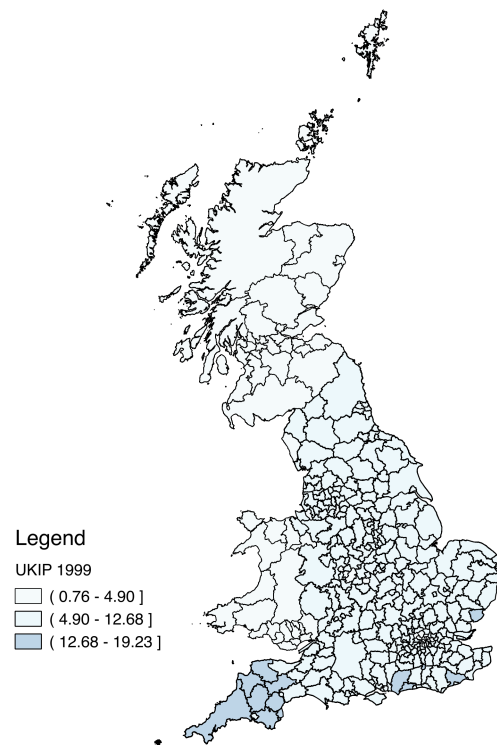 Legend
UKIP 1999
( 0.76 - 4.90 ]
( 4.90 - 12.68 ]
( 12.68 - 19.23 ]